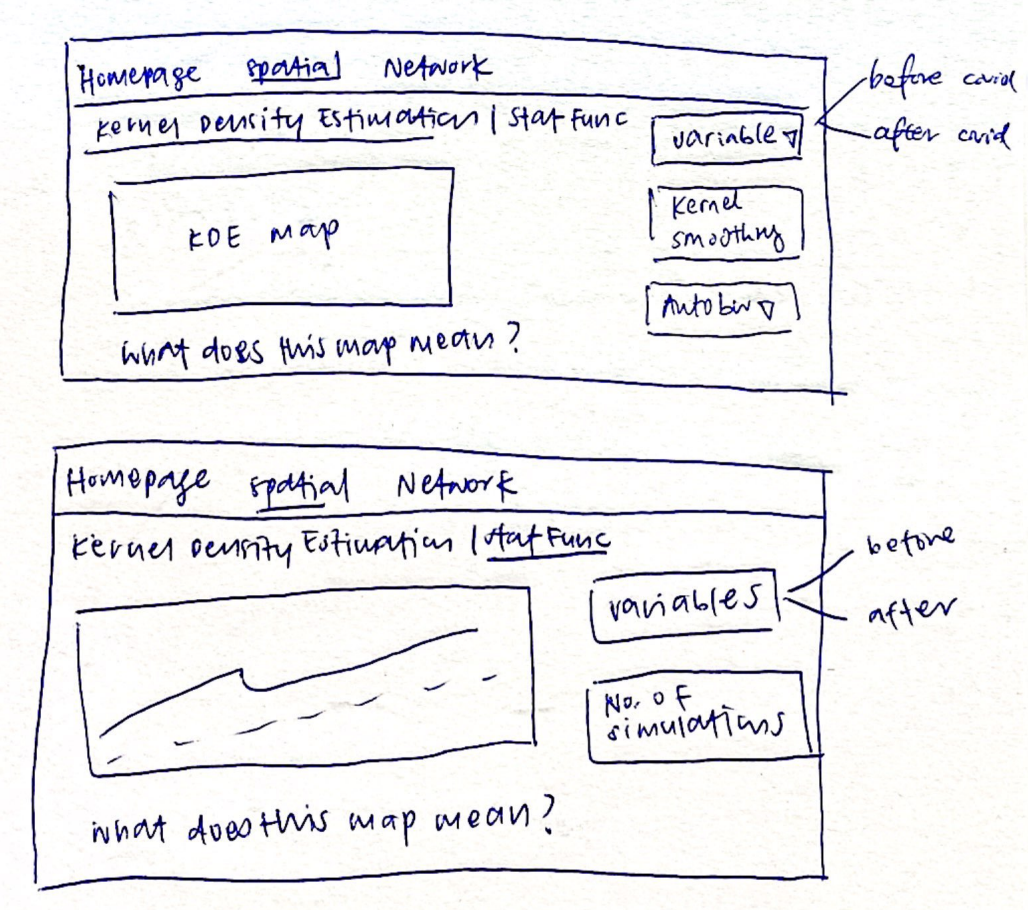 Homepage spatial Network
before covid
after covid
Kernel Density Estimation | Stat Func
variable
KDE map
Kernel
smoothing
Auto bw
what does this map mean?
Homepage spatial Network
Kernel Density Estimation | Stat Func
before
after
variables
No. of
simulations
what does this map mean?